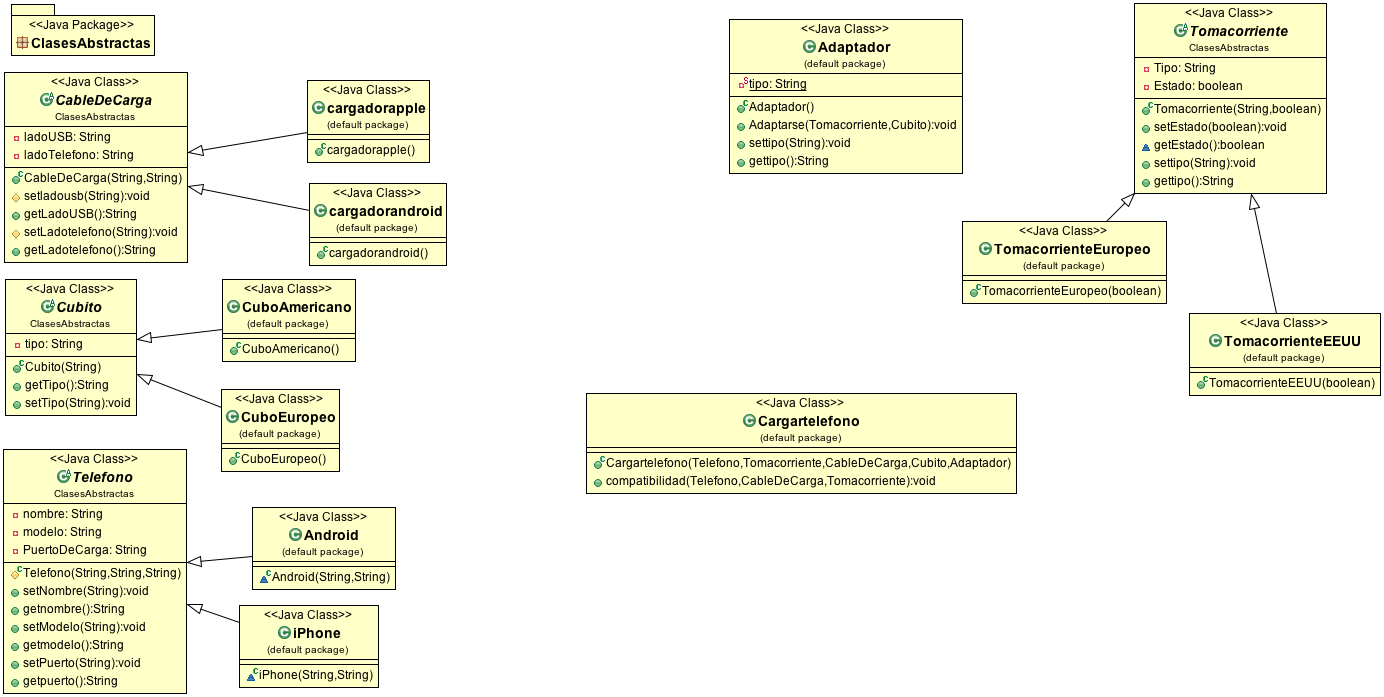 <<Java Package>>
ClasesAbstractas
<<Java Class>>
CableDeCarga
ClasesAbstractas
ladoUSB: String
ladoTelefono: String
CableDeCarga(String,String)
setladousb(String):void
getLadoUSB():String
setLadotelefono(String):void
getLadotelefono():String
<<Java Class>>
cargadorapple
(default package)
cargadorapple()
<<Java Class>>
cargadorandroid
(default package)
cargadorandroid()
<<Java Class>>
Cubito
ClasesAbstractas
tipo: String
Cubito(String)
getTipo():String
setTipo(String):void
<<Java Class>>
CuboAmericano
(default package)
CuboAmericano()
<<Java Class>>
CuboEuropeo
(default package)
CuboEuropeo()
<<Java Class>>
Telefono
ClasesAbstractas
nombre: String
modelo: String
PuertoDeCarga: String
Telefono(String,String,String)
setNombre(String):void
getnombre():String
setModelo(String):void
getmodelo():String
setPuerto(String):void
getpuerto():String
<<Java Class>>
Android
(default package)
Android(String,String)
<<Java Class>>
iPhone
(default package)
iPhone(String,String)
<<Java Class>>
Adaptador
(default package)
tipo: String
Adaptador()
Adaptarse(Tomacorriente,Cubito):void
settipo(String):void
gettipo():String
<<Java Class>>
Tomacorriente
ClasesAbstractas
Tipo: String
Estado: boolean
Tomacorriente(String,boolean)
setEstado(boolean):void
getEstado():boolean
settipo(String):void
gettipo():String
<<Java Class>>
TomacorrienteEuropeo
(default package)
TomacorrienteEuropeo(boolean)
<<Java Class>>
TomacorrienteEEUU
(default package)
TomacorrienteEEUU(boolean)
<<Java Class>>
Cargartelefono
(default package)
Cargartelefono(Telefono,Tomacorriente,CableDeCarga,Cubito,Adaptador)
compatibilidad(Telefono,CableDeCarga,Tomacorriente):void